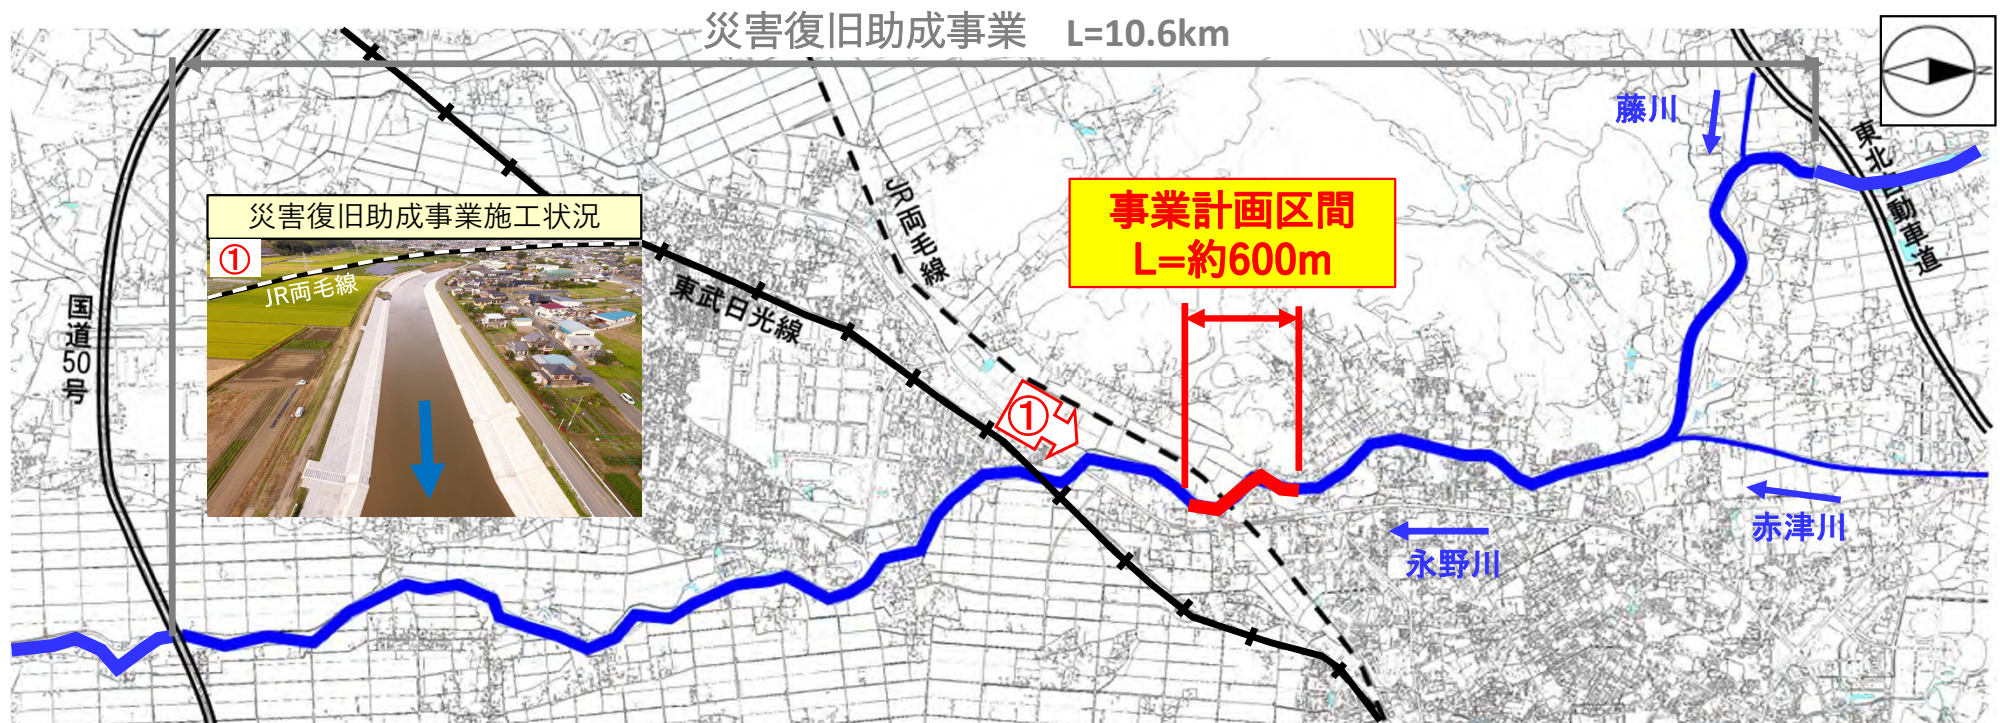 災害復旧助成事業 L=10.6km
N
藤川
東北自動車道
災害復旧助成事業施工状況
①
JR両毛線
JR両毛線
事業計画区間
L=約600m
国道50号
東武日光線
①
赤津川
永野川